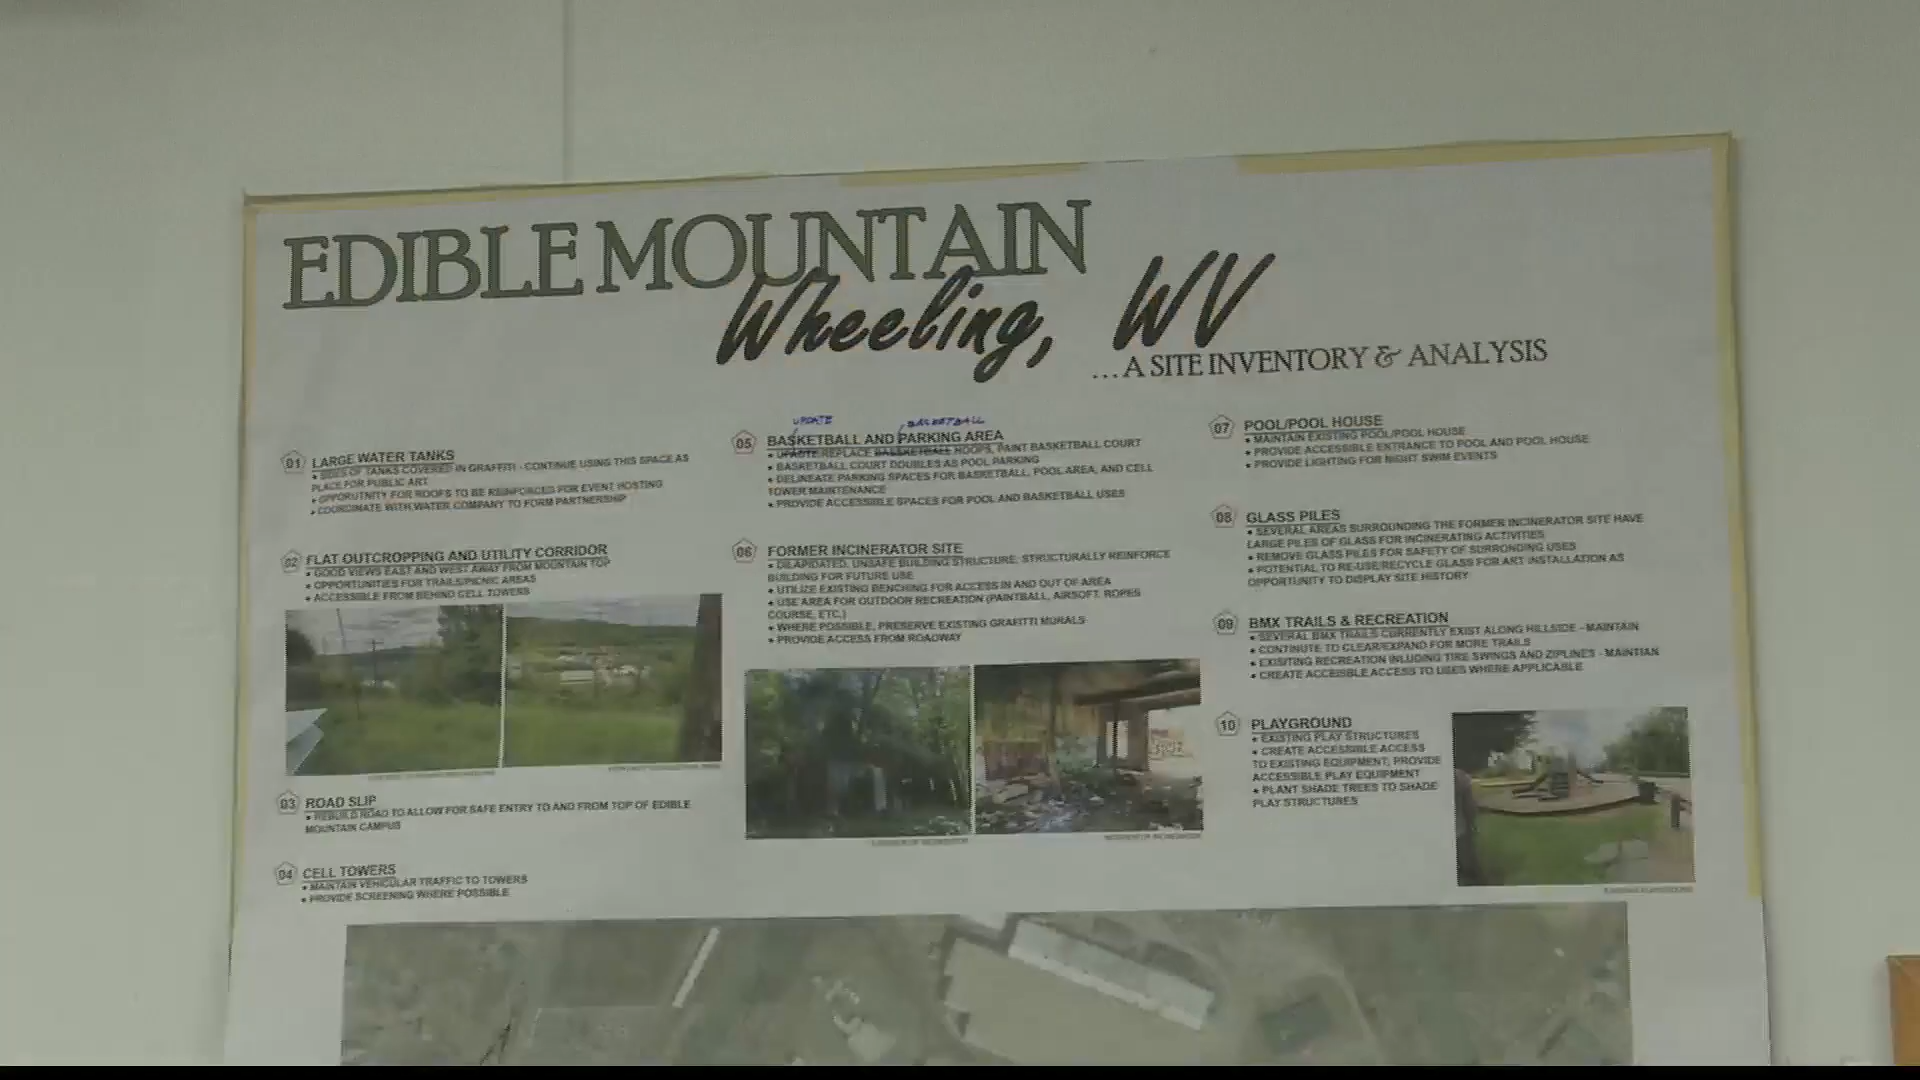 EDIBLE MOUNTAIN
Wheeling, WV
...A SITE INVENTORY & ANALYSIS
01 LARGE WATER TANKS
• SIDES OF TANKS COVERED IN GRAFFITI - CONTINUE USING THIS SPACE AS
PLACE FOR PUBLIC ART
• OPPORUTNITY FOR ROOFS TO BE REINFORCED FOR EVENT HOSTING
• COORDINATE WITH WATER COMPANY TO FORM PARTNERSHIP
02 FLAT OUTCROPPING AND UTILITY CORRIDOR
• GOOD VIEWS EAST AND WEST AWAY FROM MOUNTAIN TOP
• OPPORTUNITIES FOR TRAILS/PICNIC AREAS
• ACCESSIBLE FROM BEHIND CELL TOWERS
03 ROAD SLIP
• REBUILD ROAD TO ALLOW FOR SAFE ENTRY TO AND FROM TOP OF EDIBLE
MOUNTAIN CAMPUS
04 CELL TOWERS
• MAINTAIN VEHICULAR TRAFFIC TO TOWERS
• PROVIDE SCREENING WHERE POSSIBLE
UPDATE BASKETBALL
05 BASKETBALL AND PARKING AREA
• UPADTE/REPLACE BASSKETBALL HOOPS, PAINT BASKETBALL COURT
• BASKETBALL COURT DOUBLES AS POOL PARKING
• DELINEATE PARKING SPACES FOR BASKETBALL, POOL AREA, AND CELL
TOWER MAINTENANCE
• PROVIDE ACCESSIBLE SPACES FOR POOL AND BASKETBALL USES
06 FORMER INCINERATOR SITE
• DILAPIDATED, UNSAFE BUILDING STRUCTURE; STRUCTURALLY REINFORCE
BUILDING FOR FUTURE USE
• UTILIZE EXISTING BENCHING FOR ACCESS IN AND OUT OF AREA
• USE AREA FOR OUTDOOR RECREATION (PAINTBALL, AIRSOFT, ROPES
COURSE, ETC.)
• WHERE POSSIBLE, PRESERVE EXISTING GRAFITTI MURALS
• PROVIDE ACCESS FROM ROADWAY
07 POOL/POOL HOUSE
• MAINTAIN EXISTING POOL/POOL HOUSE
• PROVIDE ACCESSIBLE ENTRANCE TO POOL AND POOL HOUSE
• PROVIDE LIGHTING FOR NIGHT SWIM EVENTS
08 GLASS PILES
• SEVERAL AREAS SURROUNDING THE FORMER INCINERATOR SITE HAVE
LARGE PILES OF GLASS FOR INCINERATING ACTIVITIES
• REMOVE GLASS PILES FOR SAFETY OF SURRONDING USES
• POTENTIAL TO RE-USE/RECYCLE GLASS FOR ART INSTALLATION AS
OPPORTUNITY TO DISPLAY SITE HISTORY
09 BMX TRAILS & RECREATION
• SEVERAL BMX TRAILS CURRENTLY EXIST ALONG HILLSIDE - MAINTAIN
• CONTINUE TO CLEAR/EXPAND FOR MORE TRAILS
• EXISITING RECREATION INLUDING TIRE SWINGS AND ZIPLINES - MAINTIAN
• CREATE ACCEISBLE ACCESS TO USES WHERE APPLICABLE
10 PLAYGROUND
• EXISTING PLAY STRUCTURES
• CREATE ACCESSIBLE ACCESS
TO EXISTING EQUIPMENT; PROVIDE
ACCESSIBLE PLAY EQUIPMENT
• PLANT SHADE TREES TO SHADE
PLAY STRUCTURES